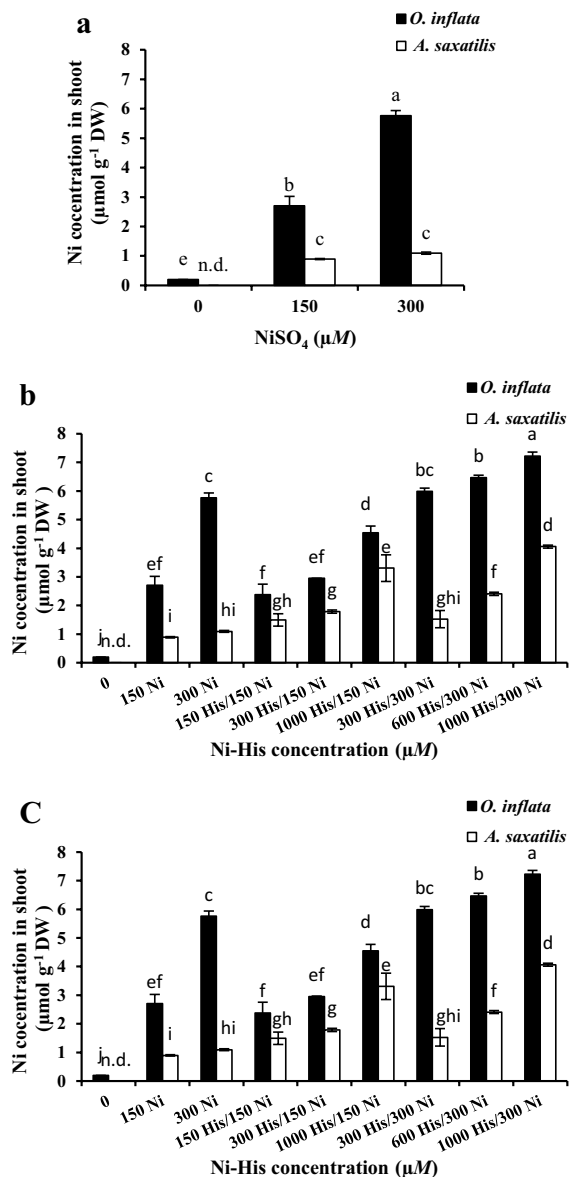 a
O. inflata
A. saxatilis
Ni cocentration in shoot
(µmol g-1 DW)
8
7
6
5
4
3
2
1
0
e
n.d.
b
c
a
c
0 150 300
NiSO4 (µM)
b
O. inflata
A. saxatilis
Ni cocentration in shoot
(µmol g-1 DW )
8
7
6
5
4
3
2
1
0
j n.d. ef i c hi f gh ef g d e bc ghi b f a d
0 150 Ni 300 Ni 150 His/150 Ni 300 His/150 Ni 1000 His/150 Ni 300 His/300 Ni 600 His/300 Ni 1000 His/300 Ni
Ni-His concentration (µM)
C
O. inflata
A. saxatilis
Ni cocentration in shoot
(µmol g-1 DW )
8
7
6
5
4
3
2
1
0
j n.d. ef i c hi f gh ef g d e bc ghi b f a d
0 150 Ni 300 Ni 150 His/150 Ni 300 His/150 Ni 1000 His/150 Ni 300 His/300 Ni 600 His/300 Ni 1000 His/300 Ni
Ni-His concentration (µM)